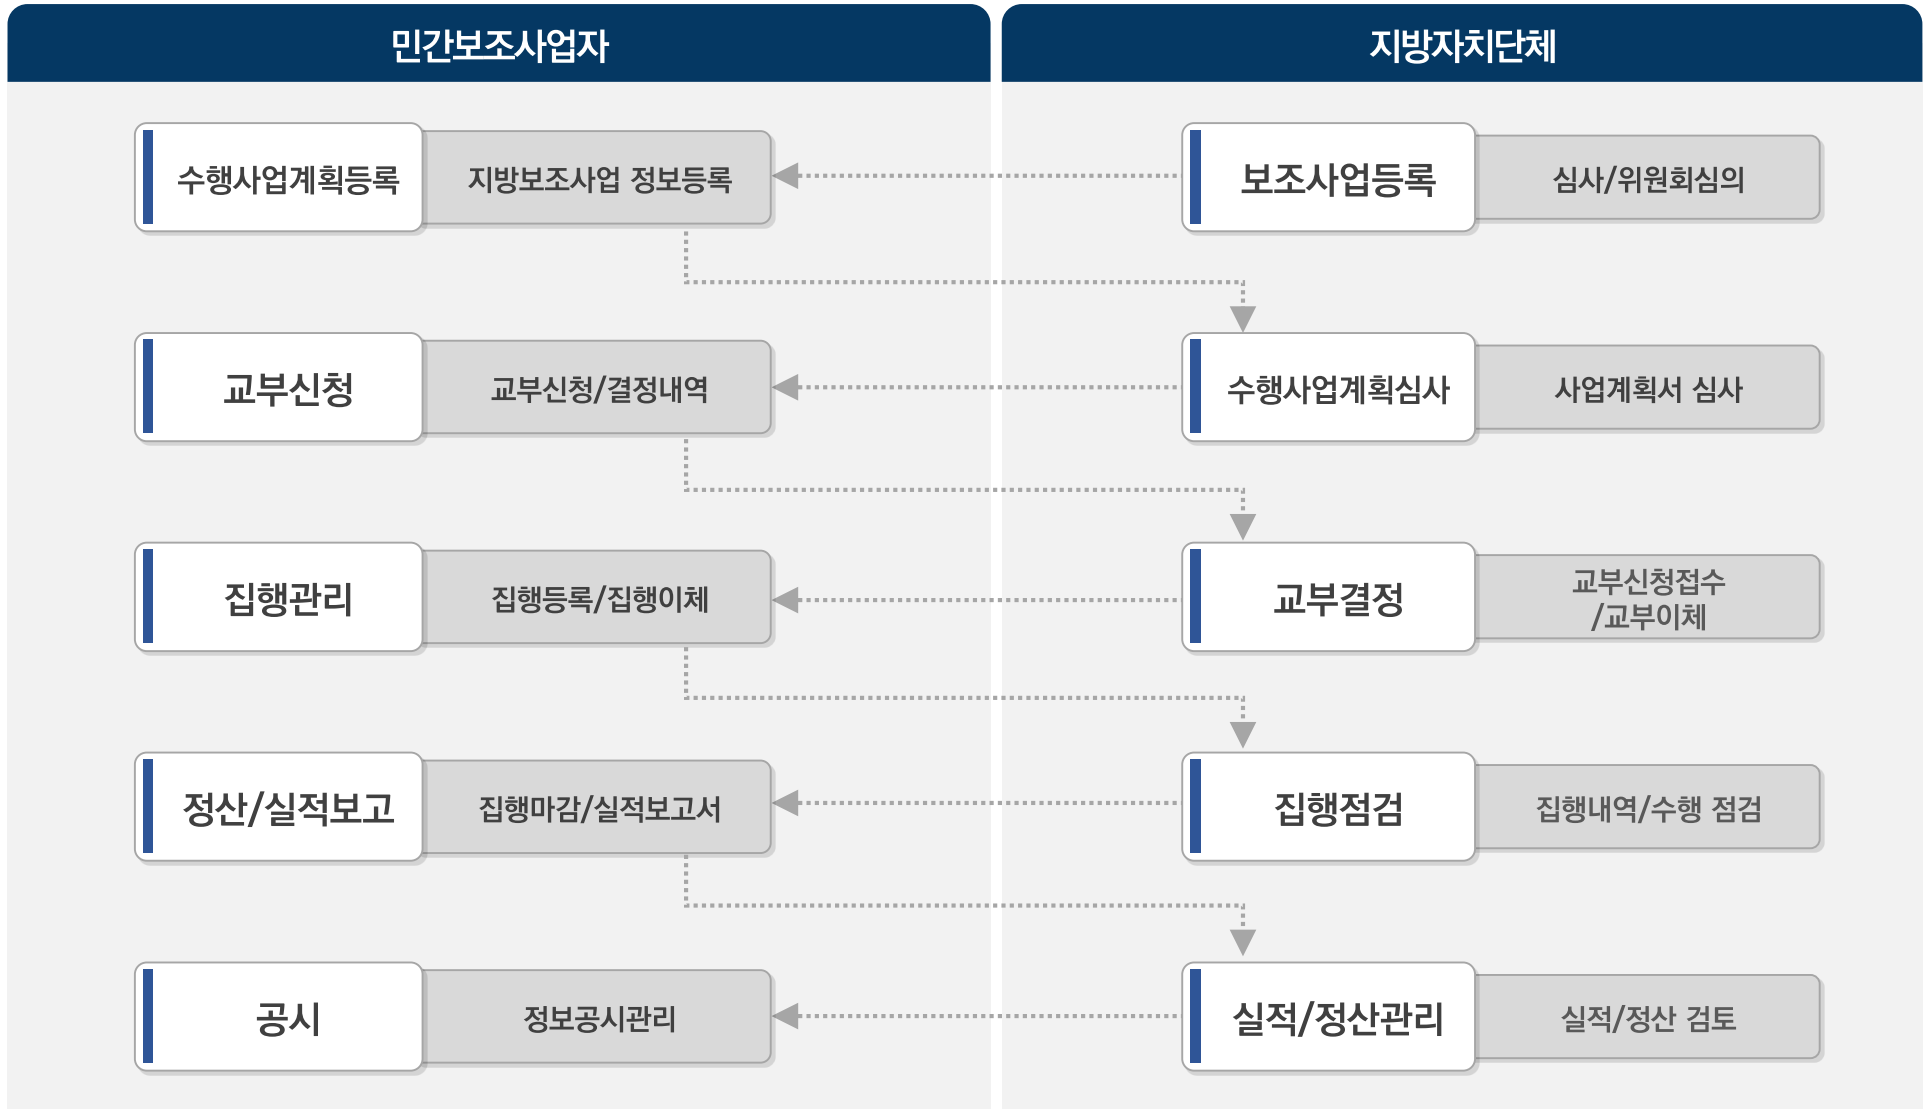 민간보조사업자
지방자치단체
수행사업계획등록
지방보조사업 정보등록
보조사업등록
심사/위원회심의
교부신청
교부신청/결정내역
수행사업계획심사
사업계획서 심사
집행관리
집행등록/집행이체
교부결정
교부신청접수
/교부이체
정산/실적보고
집행마감/실적보고서
집행점검
집행내역/수행 점검
공시
정보공시관리
실적/정산관리
실적/정산 검토